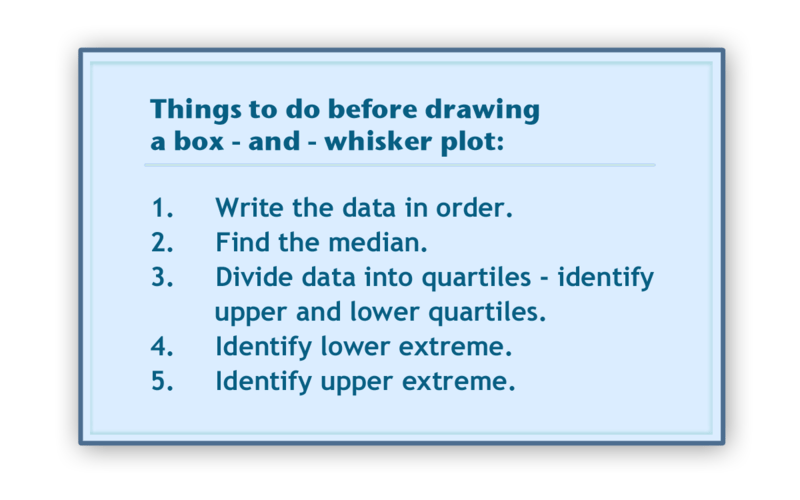 Things to do before drawing
a box - and - whisker plot:
1. Write the data in order.
2. Find the median.
3. Divide data into quartiles - identify
upper and lower quartiles.
4. Identify lower extreme.
5. Identify upper extreme.